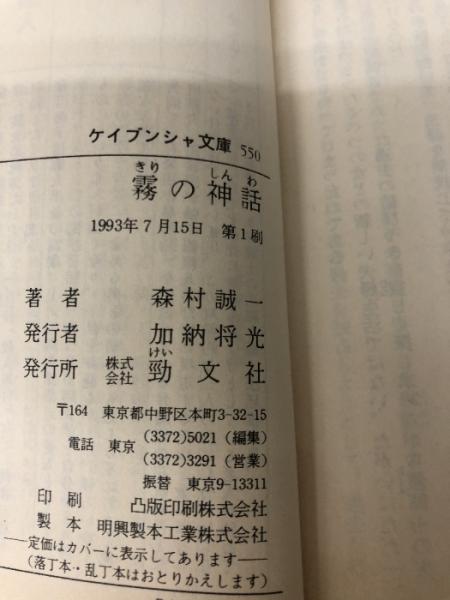 ケイブンシャ文庫 550
きり しんわ
霧の神話
1993年7月15日 第1刷
著者 森村誠一
発行者 加納将光
けい
発行所 株式会社 勁文社
〒164 東京都中野区本町3-32-15
電話 東京 (3372)5021(編集)
(3372)3291(営業)
振替 東京9-13311
印刷 凸版印刷株式会社
製本 明興製本工業株式会社
──定価はカバーに表示してあります──
(落丁本・乱丁本はおとりかえします)